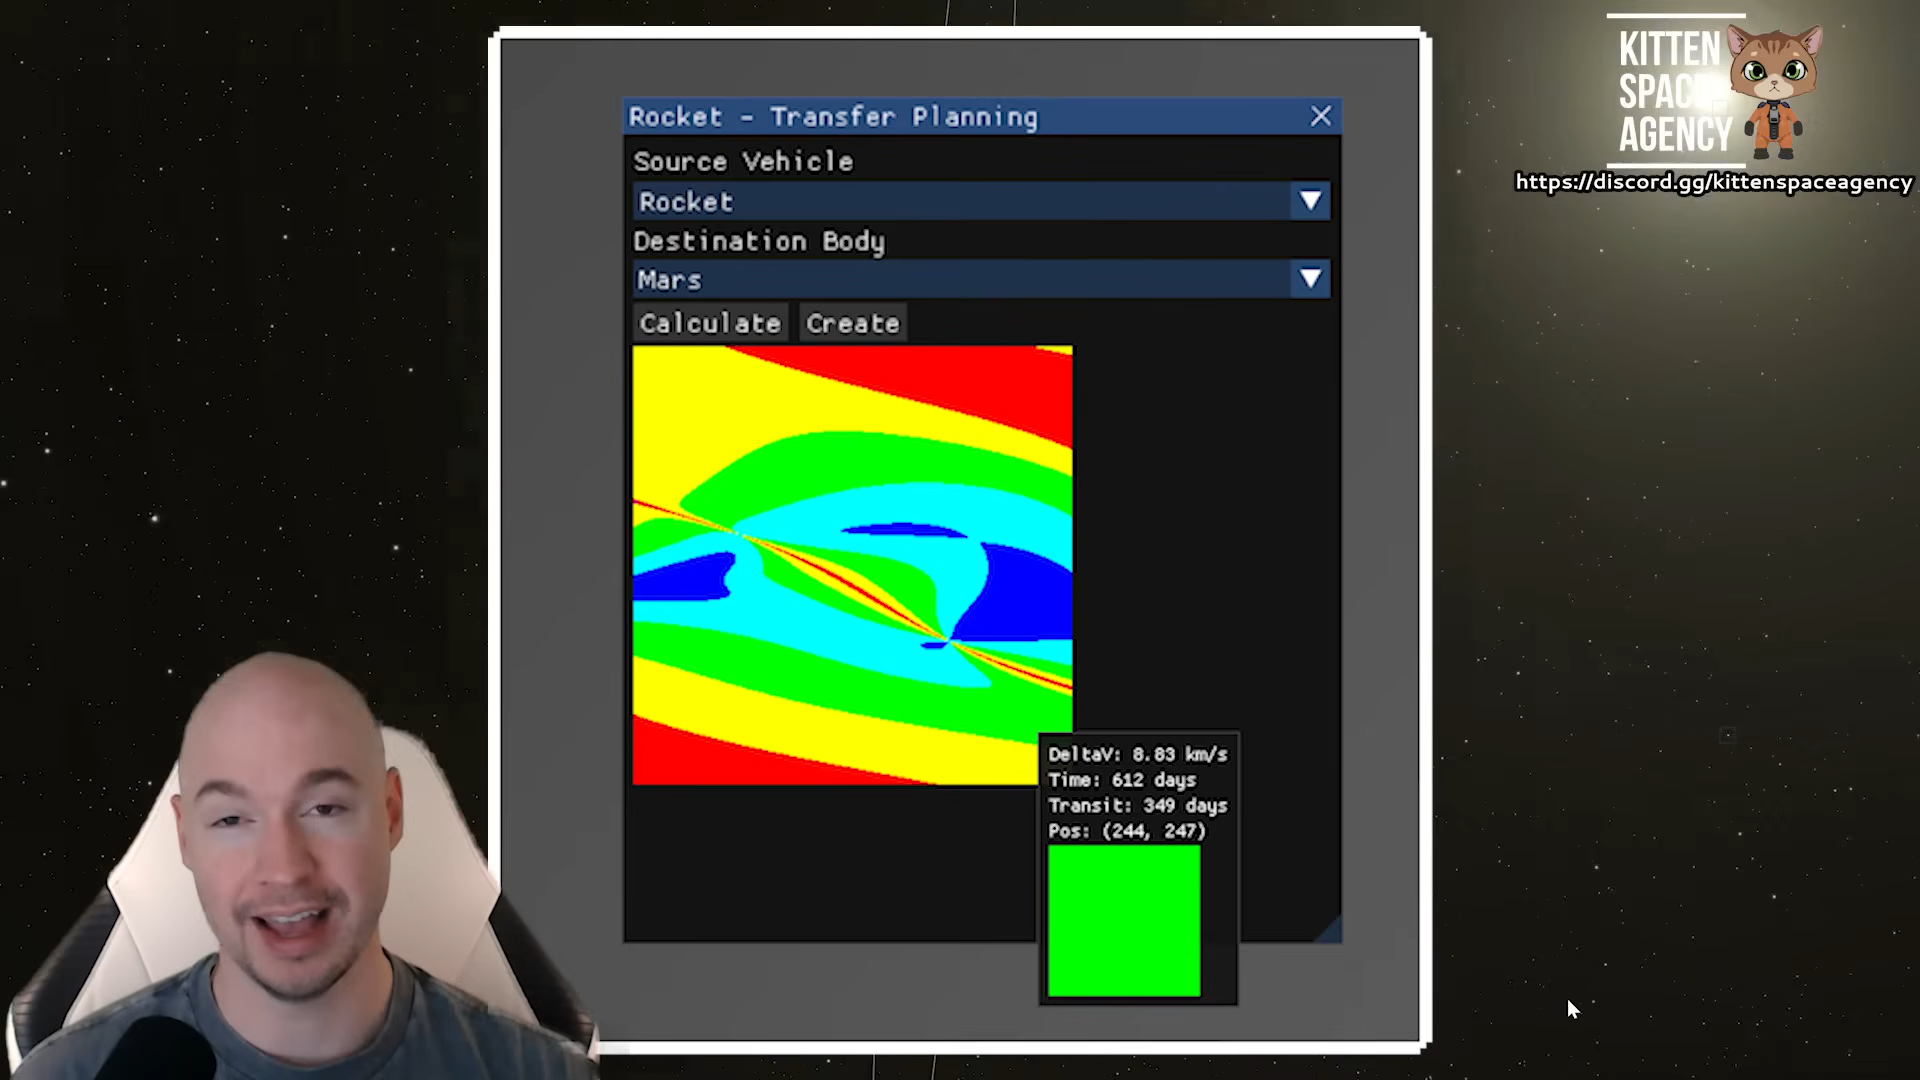 KITTEN
SPACE
AGENCY
https://discord.gg/kittenspaceagency
Rocket - Transfer Planning
Source Vehicle
Rocket
Destination Body
Mars
Calculate Create
DeltaV: 8.83 km/s
Time: 612 days
Transit: 349 days
Pos: (244, 247)